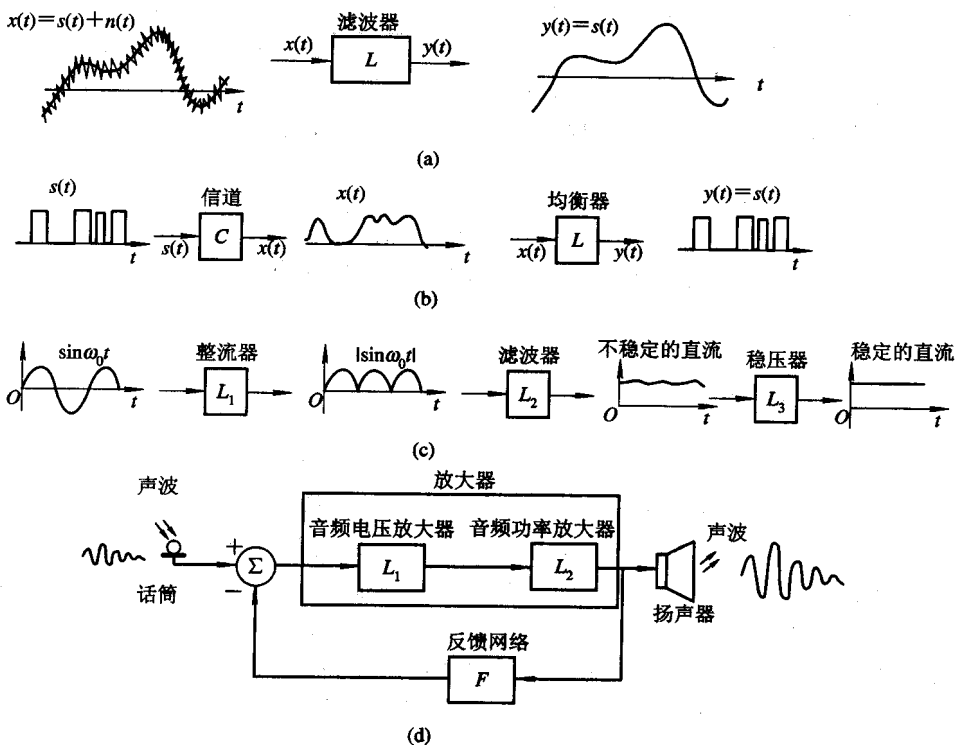 x(t)=s(t)+n(t)
滤波器
x(t) L y(t)
y(t)=s(t)
t
t
(a)
s(t)
信道
x(t)
均衡器
y(t)=s(t)
C
L
s(t) x(t)
x(t) y(t)
t
t
t
(b)
sinω₀t
整流器
|sinω₀t|
滤波器
不稳定的直流
稳压器
稳定的直流
L₁
L₂
L₃
O t
O t
O t
O t
(c)
放大器
声波
音频电压放大器
音频功率放大器
声波
+
Σ
−
L₁
L₂
话筒
扬声器
反馈网络
F
(d)